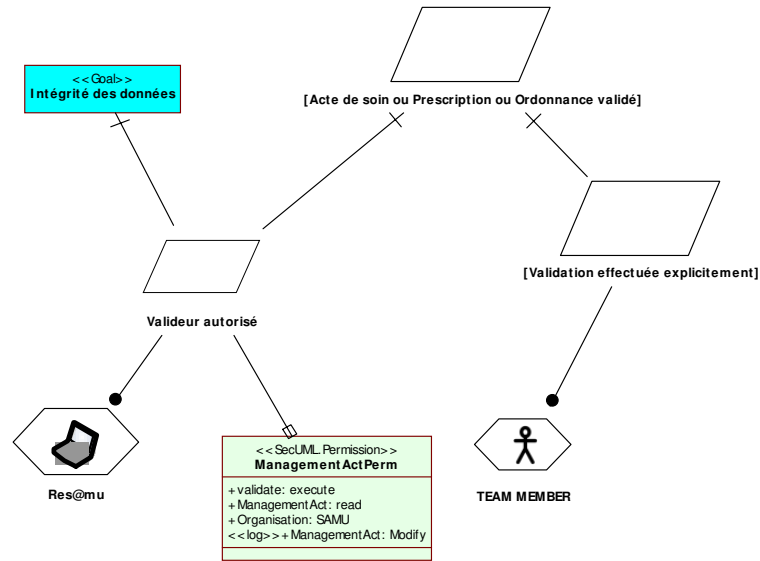 <<Goal>>
Intégrité des données
[Acte de soin ou Prescription ou Ordonnance validé]
[Validation effectuée explicitement]
Valideur autorisé
Res@mu
<<SecUML.Permission>>
ManagementActPerm
+validate: execute
+ManagementAct: read
+Organisation: SAMU
<<log>>+ManagementAct: Modify
TEAM MEMBER